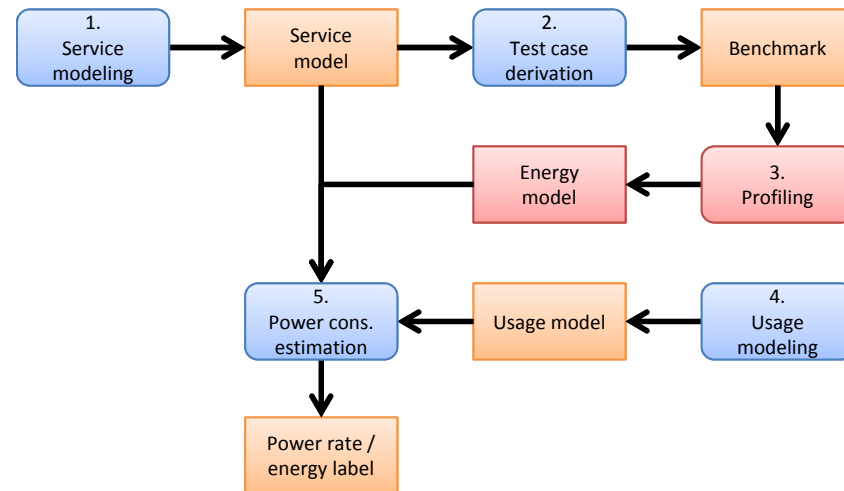 1.
Service
modeling
Service
model
2.
Test case
derivation
Benchmark
Energy
model
3.
Profiling
5.
Power cons.
estimation
Usage model
4.
Usage
modeling
Power rate /
energy label